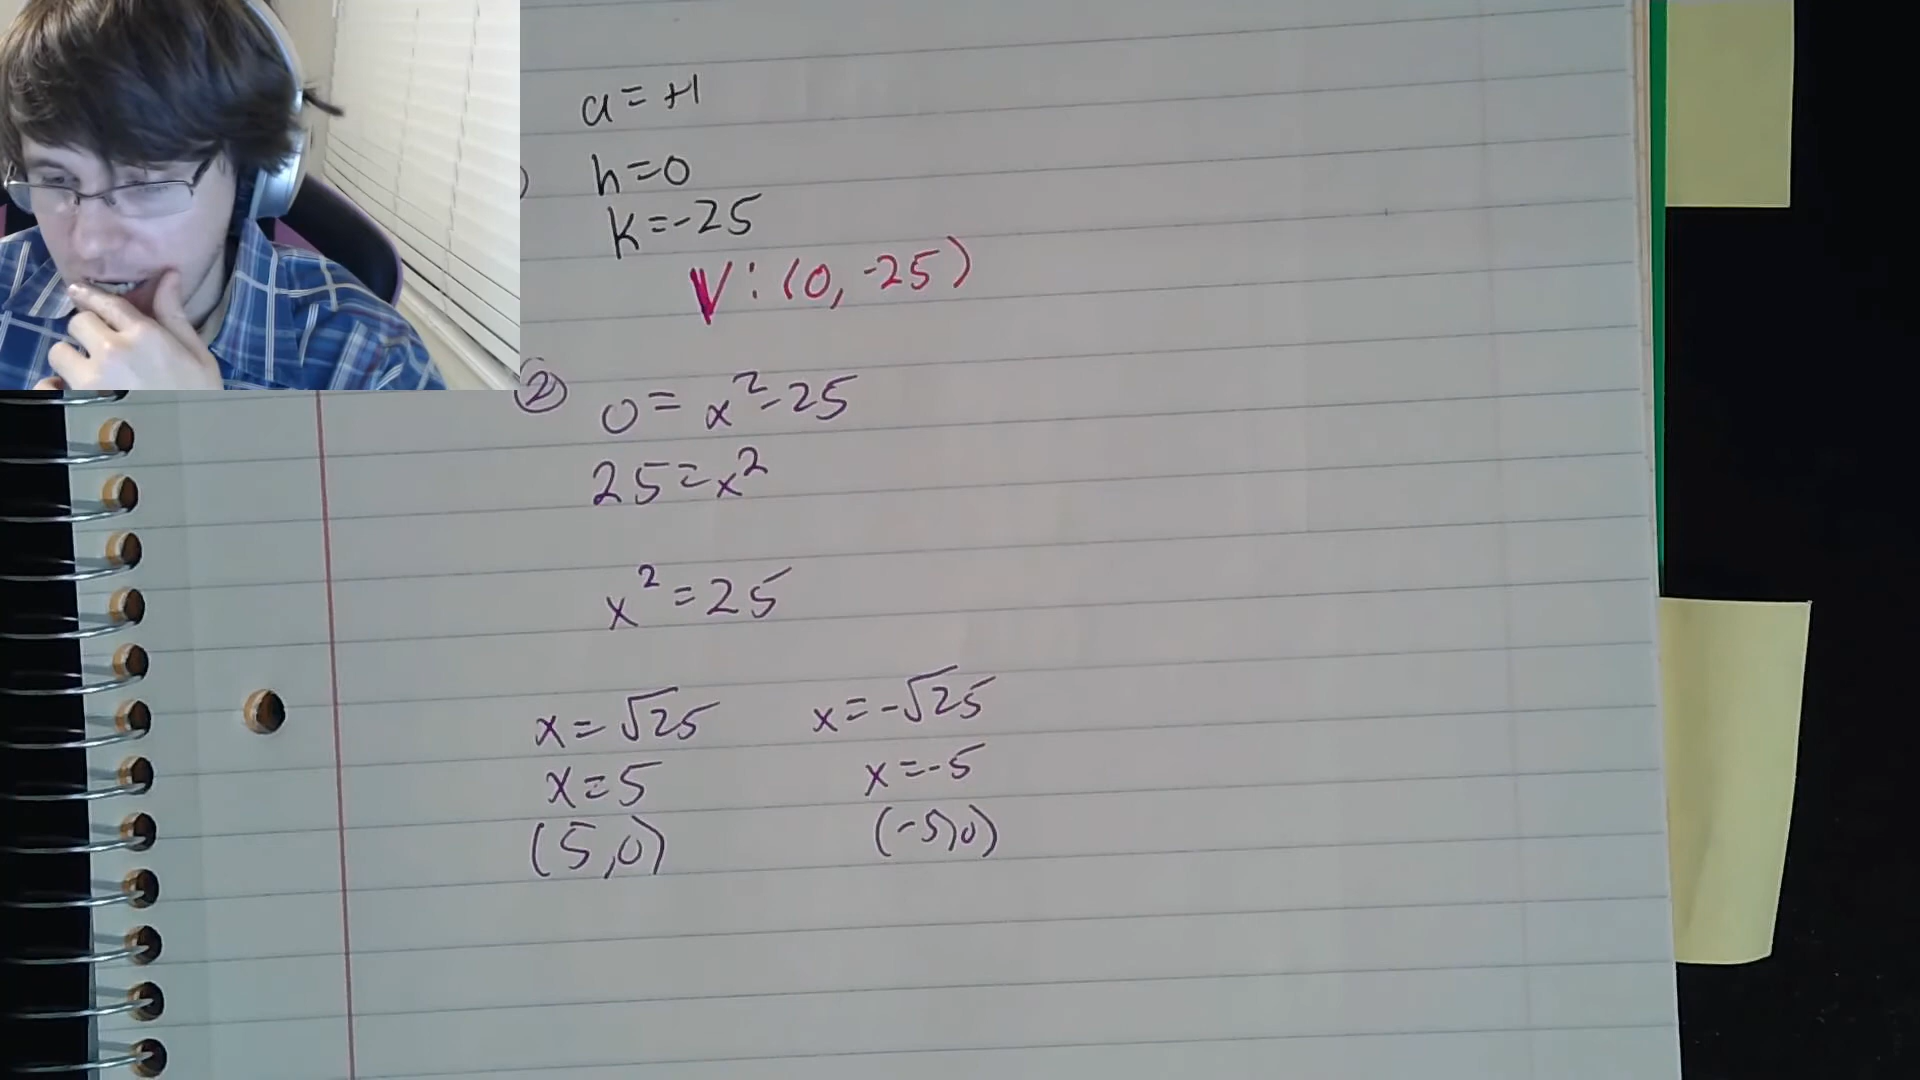 a=+1
h=0
k=-25
V:(0,-25)
② 0=x²-25
25=x²
x²=25
x=√25 x=-√25
x=5 x=-5
(5,0) (-5,0)